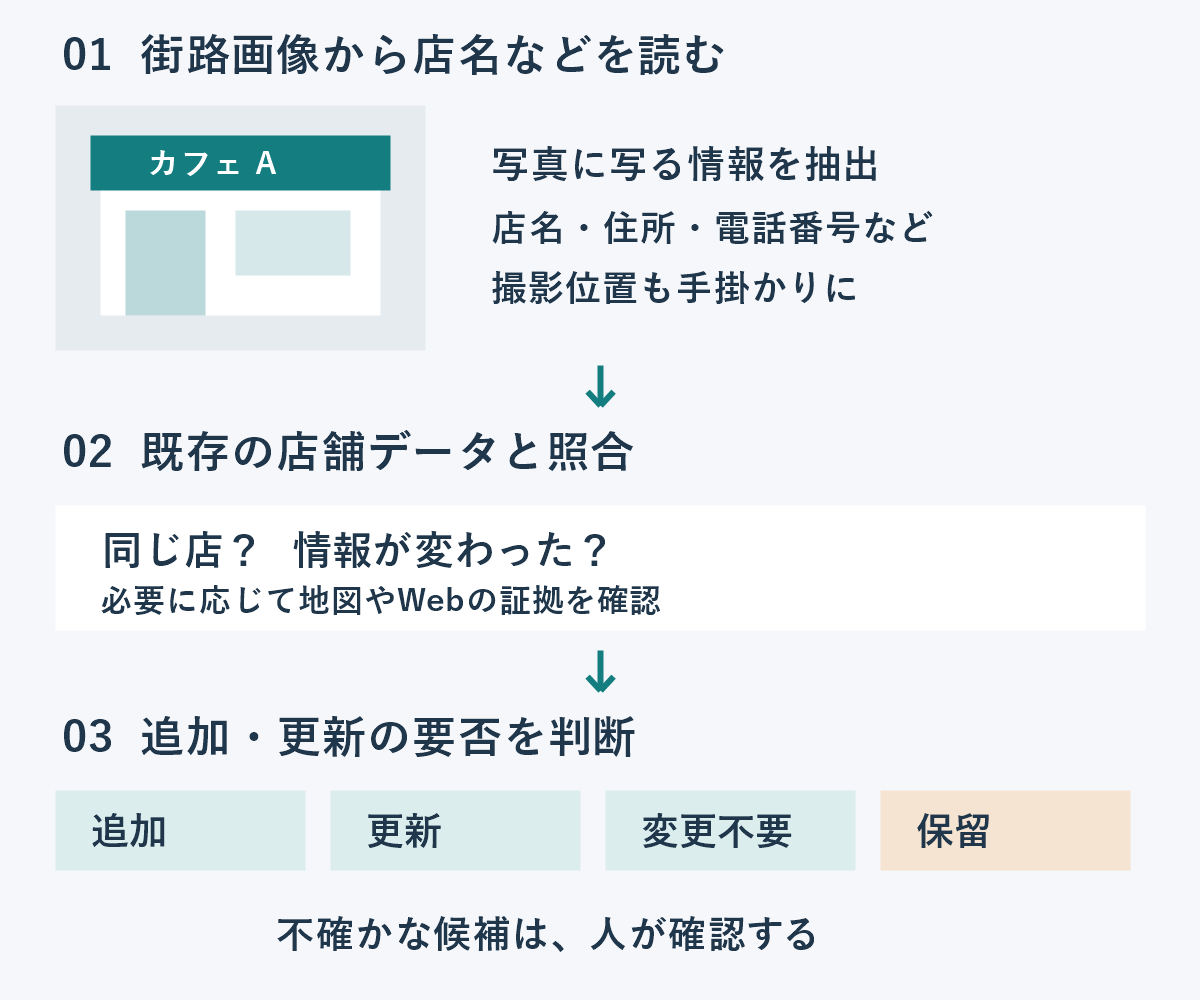 01 街路画像から店名などを読む
カフェ A
写真に写る情報を抽出
店名・住所・電話番号など
撮影位置も手掛かりに
02 既存の店舗データと照合
同じ店？ 情報が変わった？
必要に応じて地図やWebの証拠を確認
03 追加・更新の要否を判断
追加
更新
変更不要
保留
不確かな候補は、人が確認する